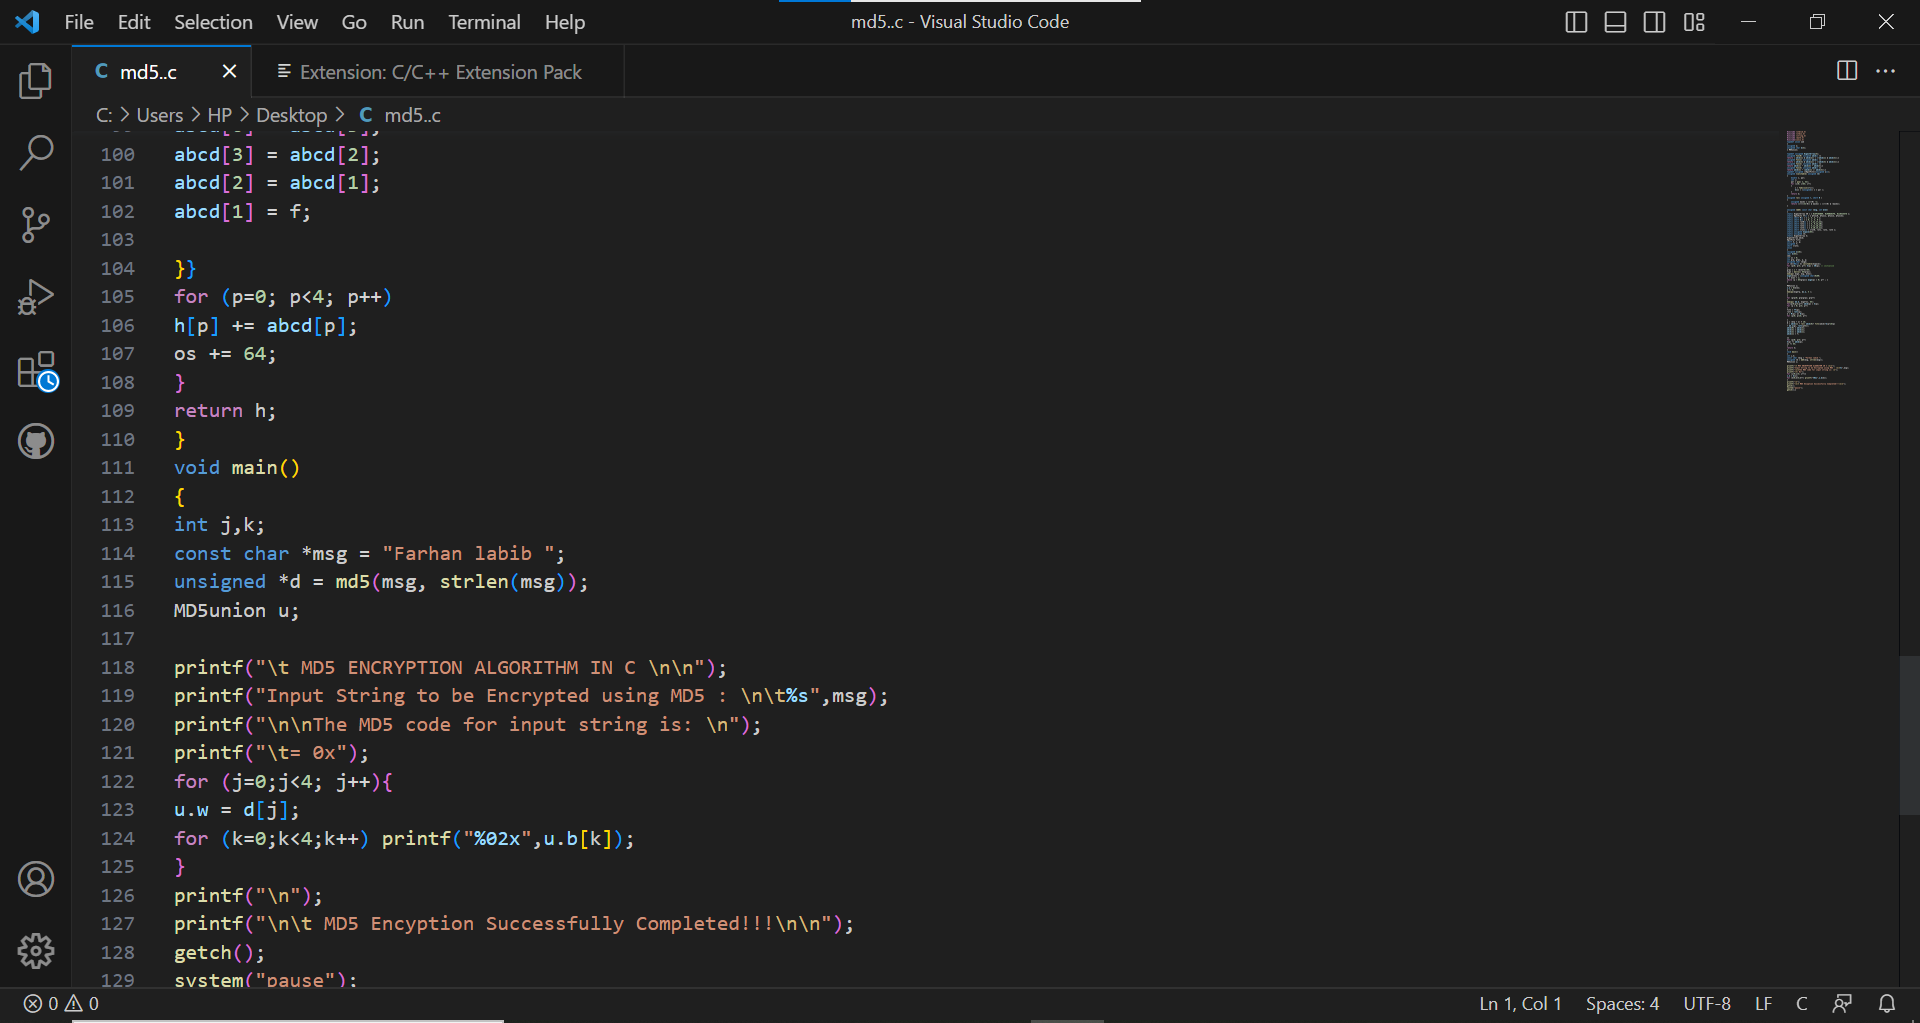 File Edit Selection View Go Run Terminal Help
md5..c - Visual Studio Code
C md5..c
Extension: C/C++ Extension Pack
C: > Users > HP > Desktop > C md5..c
100 abcd[3] = abcd[2];
101 abcd[2] = abcd[1];
102 abcd[1] = f;
103
104 }}
105 for (p=0; p<4; p++)
106 h[p] += abcd[p];
107 os += 64;
108 }
109 return h;
110 }
111 void main()
112 {
113 int j,k;
114 const char *msg = "Farhan labib ";
115 unsigned *d = md5(msg, strlen(msg));
116 MD5union u;
117
118 printf("\t MD5 ENCRYPTION ALGORITHM IN C \n\n");
119 printf("Input String to be Encrypted using MD5 : \n\t%s",msg);
120 printf("\n\nThe MD5 code for input string is: \n");
121 printf("\t= 0x");
122 for (j=0;j<4; j++){
123 u.w = d[j];
124 for (k=0;k<4;k++) printf("%02x",u.b[k]);
125 }
126 printf("\n");
127 printf("\n\t MD5 Encyption Successfully Completed!!!\n\n");
128 getch();
129 system("pause");
0 0
Ln 1, Col 1 Spaces: 4 UTF-8 LF C